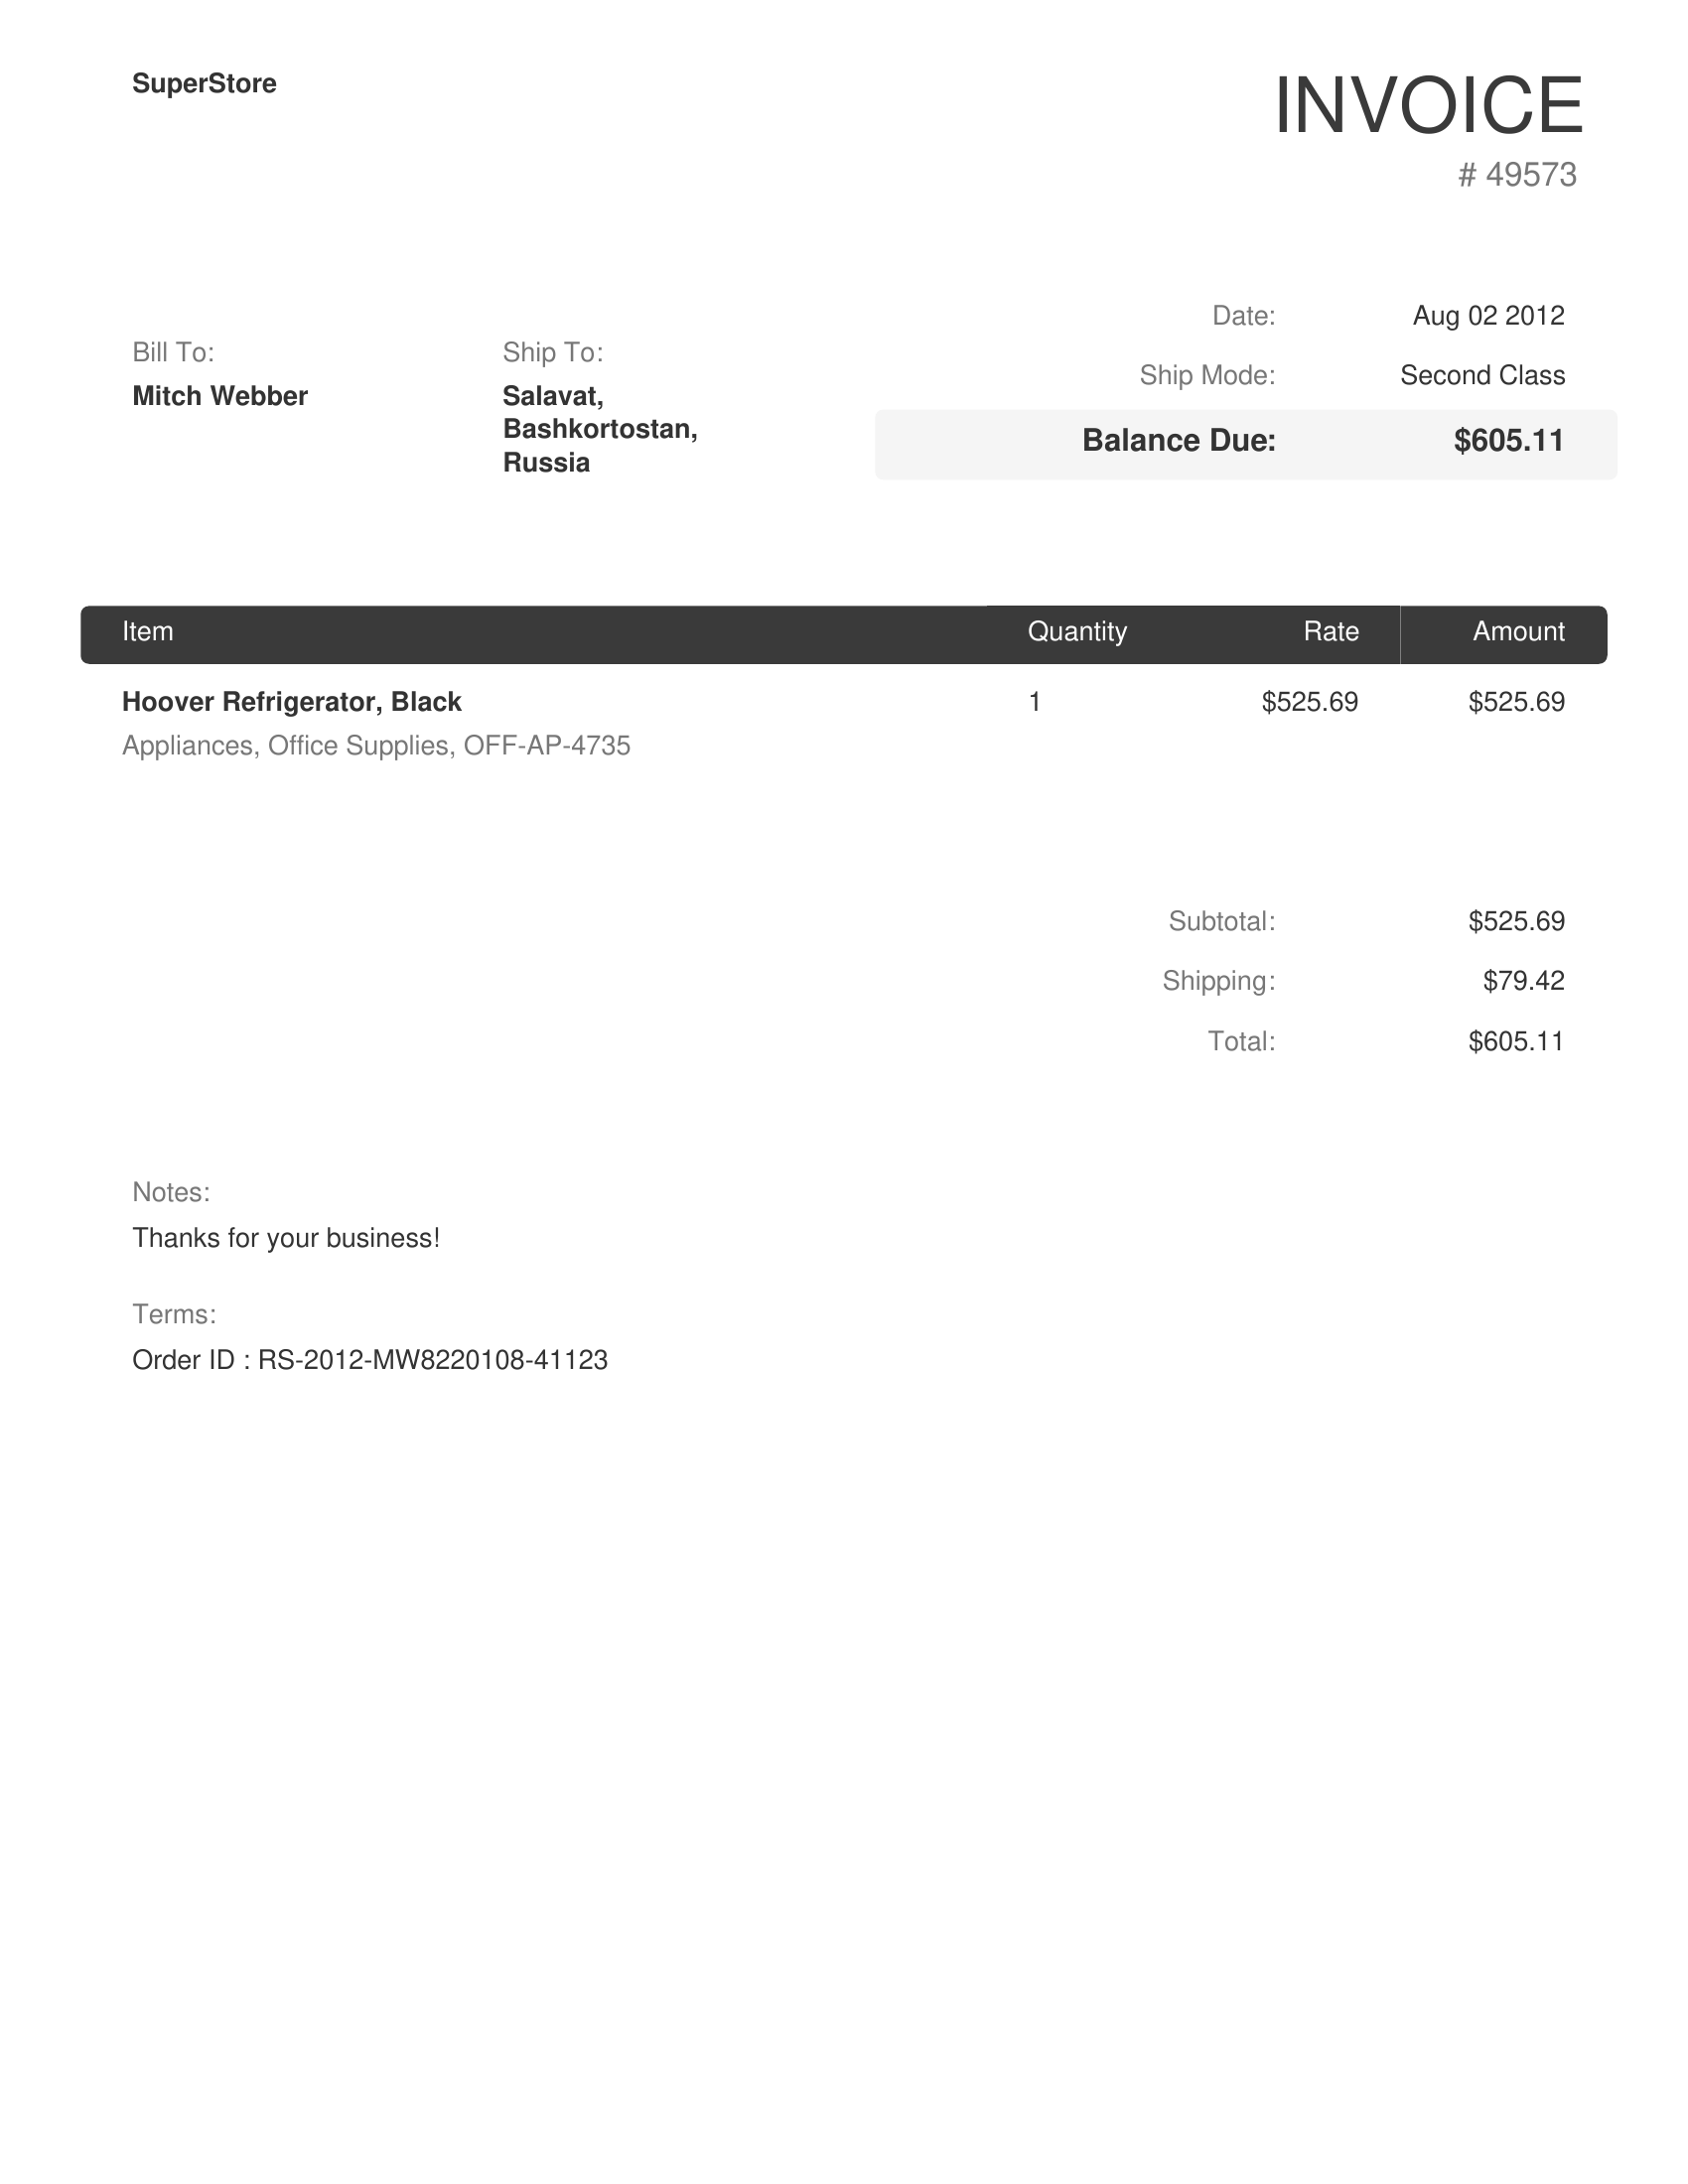 SuperStore
INVOICE
# 49573
Date: Aug 02 2012
Ship Mode: Second Class
Balance Due: $605.11
Bill To:
Mitch Webber
Ship To:
Salavat,
Bashkortostan,
Russia
Item Quantity Rate Amount
Hoover Refrigerator, Black 1 $525.69 $525.69
Appliances, Office Supplies, OFF-AP-4735
Subtotal: $525.69
Shipping: $79.42
Total: $605.11
Notes:
Thanks for your business!
Terms:
Order ID : RS-2012-MW8220108-41123